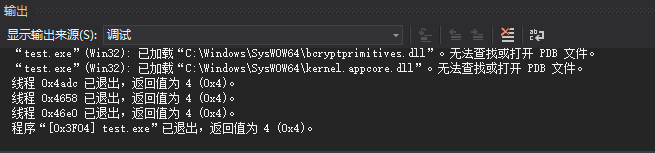 输出
显示输出来源(S): 调试
“test.exe”(Win32): 已加载“C:\Windows\SysWOW64\bcryptprimitives.dll”。无法查找或打开 PDB 文件。
“test.exe”(Win32): 已加载“C:\Windows\SysWOW64\kernel.appcore.dll”。无法查找或打开 PDB 文件。
线程 0x4adc 已退出，返回值为 4 (0x4)。
线程 0x4658 已退出，返回值为 4 (0x4)。
线程 0x46e0 已退出，返回值为 4 (0x4)。
程序“[0x3F04] test.exe”已退出，返回值为 4 (0x4)。